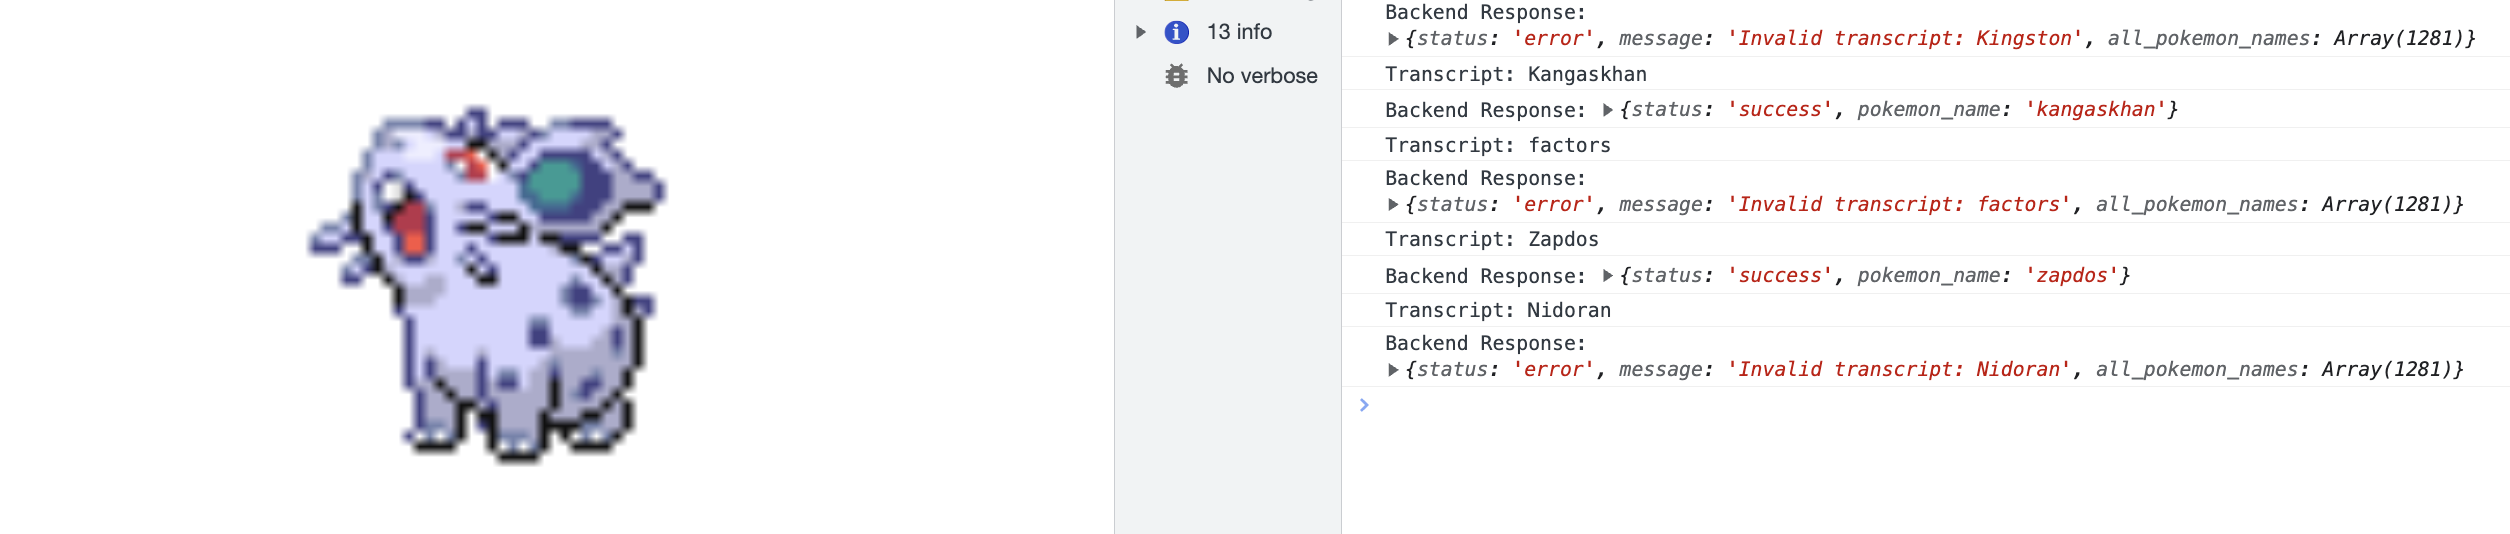 13 info
No verbose
Backend Response:
{status: 'error', message: 'Invalid transcript: Kingston', all_pokemon_names: Array(1281)}
Transcript: Kangaskhan
Backend Response: {status: 'success', pokemon_name: 'kangaskhan'}
Transcript: factors
Backend Response:
{status: 'error', message: 'Invalid transcript: factors', all_pokemon_names: Array(1281)}
Transcript: Zapdos
Backend Response: {status: 'success', pokemon_name: 'zapdos'}
Transcript: Nidoran
Backend Response:
{status: 'error', message: 'Invalid transcript: Nidoran', all_pokemon_names: Array(1281)}